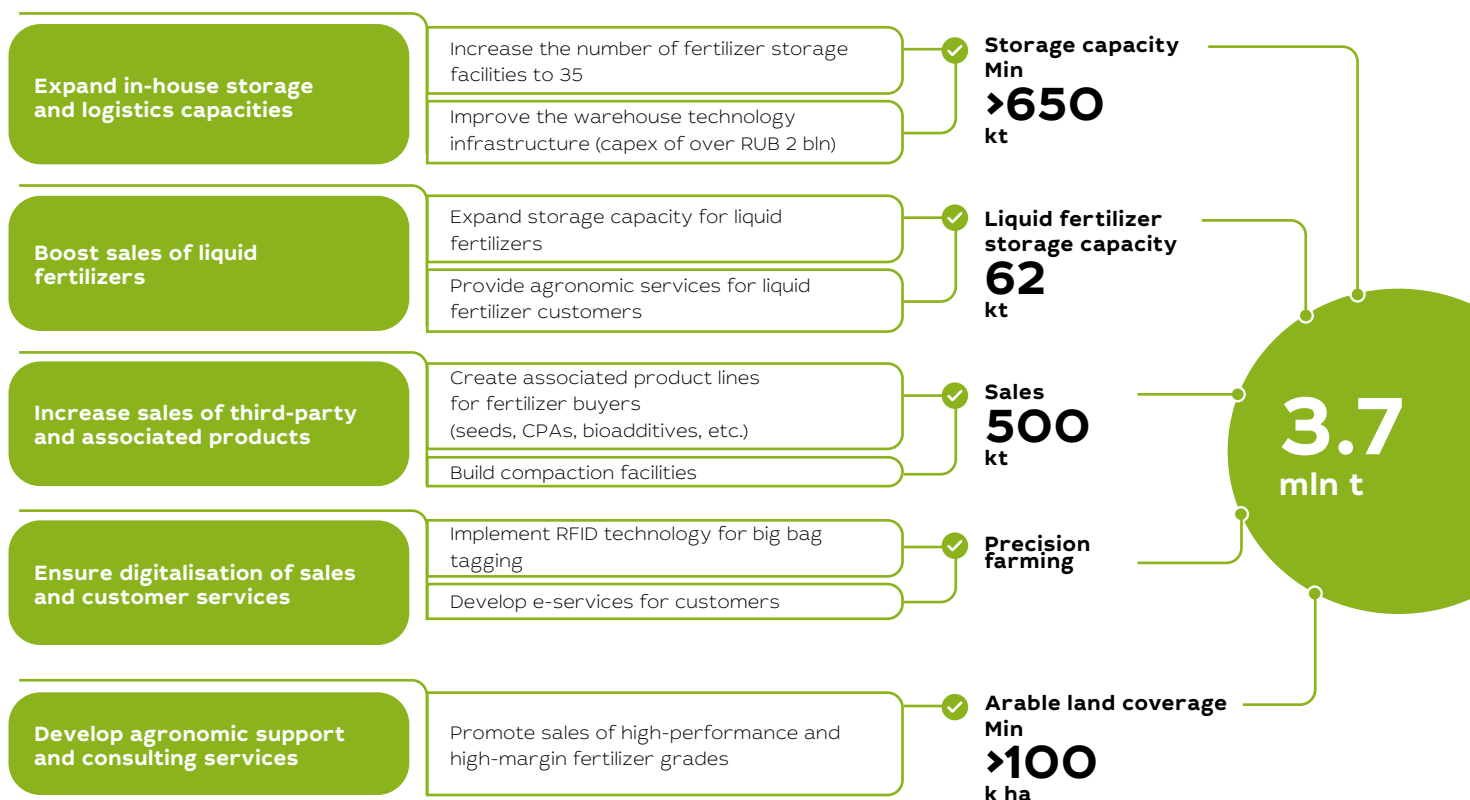 Expand in-house storage
and logistics capacities
Increase the number of fertilizer storage
facilities to 35
Improve the warehouse technology
infrastructure (capex of over RUB 2 bln)
Storage capacity
Min
>650
kt
Boost sales of liquid
fertilizers
Expand storage capacity for liquid
fertilizers
Provide agronomic services for liquid
fertilizer customers
Liquid fertilizer
storage capacity
62
kt
Increase sales of third-party
and associated products
Create associated product lines
for fertilizer buyers
(seeds, CPAs, bioadditives, etc.)
Build compaction facilities
Sales
500
kt
Ensure digitalisation of sales
and customer services
Implement RFID technology for big bag
tagging
Develop e-services for customers
Precision
farming
Develop agronomic support
and consulting services
Promote sales of high-performance and
high-margin fertilizer grades
Arable land coverage
Min
>100
k ha
3.7
mln t